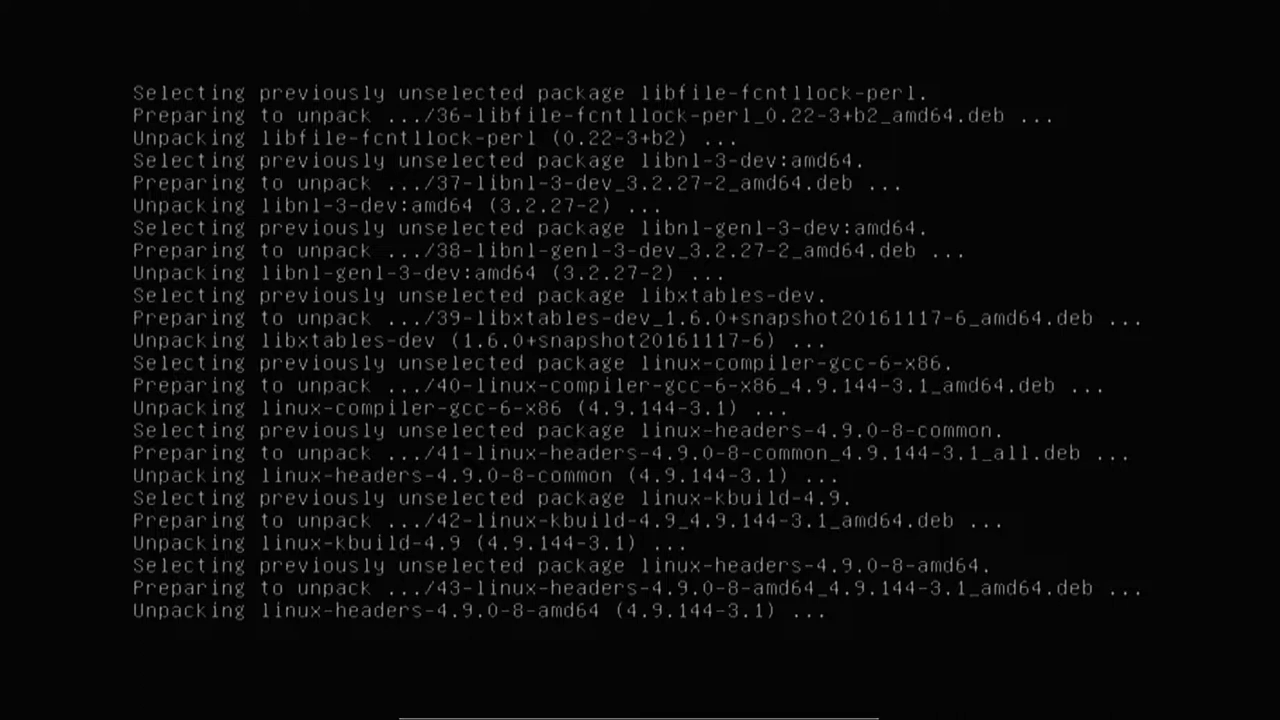 Selecting previously unselected package libfile-fcntllock-perl.
Preparing to unpack .../36-libfile-fcntllock-perl_0.22-3+b2_amd64.deb ...
Unpacking libfile-fcntllock-perl (0.22-3+b2) ...
Selecting previously unselected package libnl-3-dev:amd64.
Preparing to unpack .../37-libnl-3-dev_3.2.27-2_amd64.deb ...
Unpacking libnl-3-dev:amd64 (3.2.27-2) ...
Selecting previously unselected package libnl-genl-3-dev:amd64.
Preparing to unpack .../38-libnl-genl-3-dev_3.2.27-2_amd64.deb ...
Unpacking libnl-genl-3-dev:amd64 (3.2.27-2) ...
Selecting previously unselected package libxtables-dev.
Preparing to unpack .../39-libxtables-dev_1.6.0+snapshot20161117-6_amd64.deb ...
Unpacking libxtables-dev (1.6.0+snapshot20161117-6) ...
Selecting previously unselected package linux-compiler-gcc-6-x86.
Preparing to unpack .../40-linux-compiler-gcc-6-x86_4.9.144-3.1_amd64.deb ...
Unpacking linux-compiler-gcc-6-x86 (4.9.144-3.1) ...
Selecting previously unselected package linux-headers-4.9.0-8-common.
Preparing to unpack .../41-linux-headers-4.9.0-8-common_4.9.144-3.1_all.deb ...
Unpacking linux-headers-4.9.0-8-common (4.9.144-3.1) ...
Selecting previously unselected package linux-kbuild-4.9.
Preparing to unpack .../42-linux-kbuild-4.9_4.9.144-3.1_amd64.deb ...
Unpacking linux-kbuild-4.9 (4.9.144-3.1) ...
Selecting previously unselected package linux-headers-4.9.0-8-amd64.
Preparing to unpack .../43-linux-headers-4.9.0-8-amd64_4.9.144-3.1_amd64.deb ...
Unpacking linux-headers-4.9.0-8-amd64 (4.9.144-3.1) ...